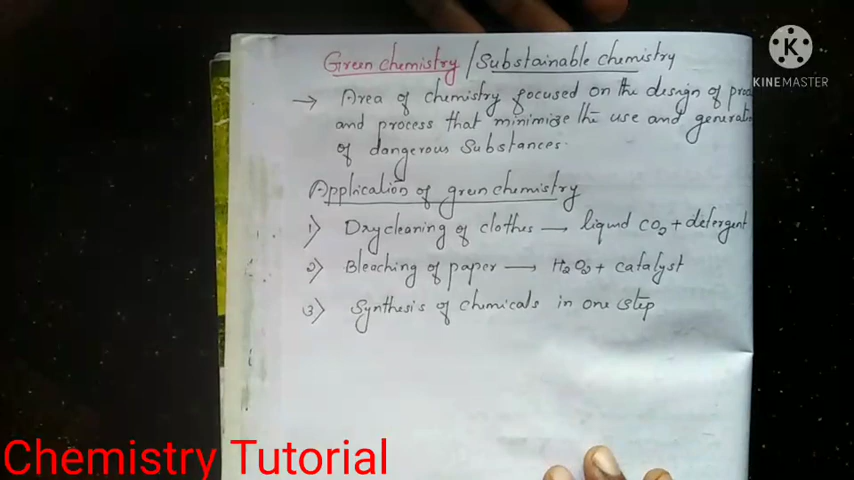 Green chemistry / Substainable chemistry
K
KINEMASTER
→ Area of chemistry focused on the design of
and process that minimize the use and
of dangerous Substances.
Application of green chemistry
1) Drycleaning of clothes → liquid CO2 + detergent
2) Bleaching of paper → H2O2 + catalyst
3) Synthesis of chemicals in one step
Chemistry Tutorial